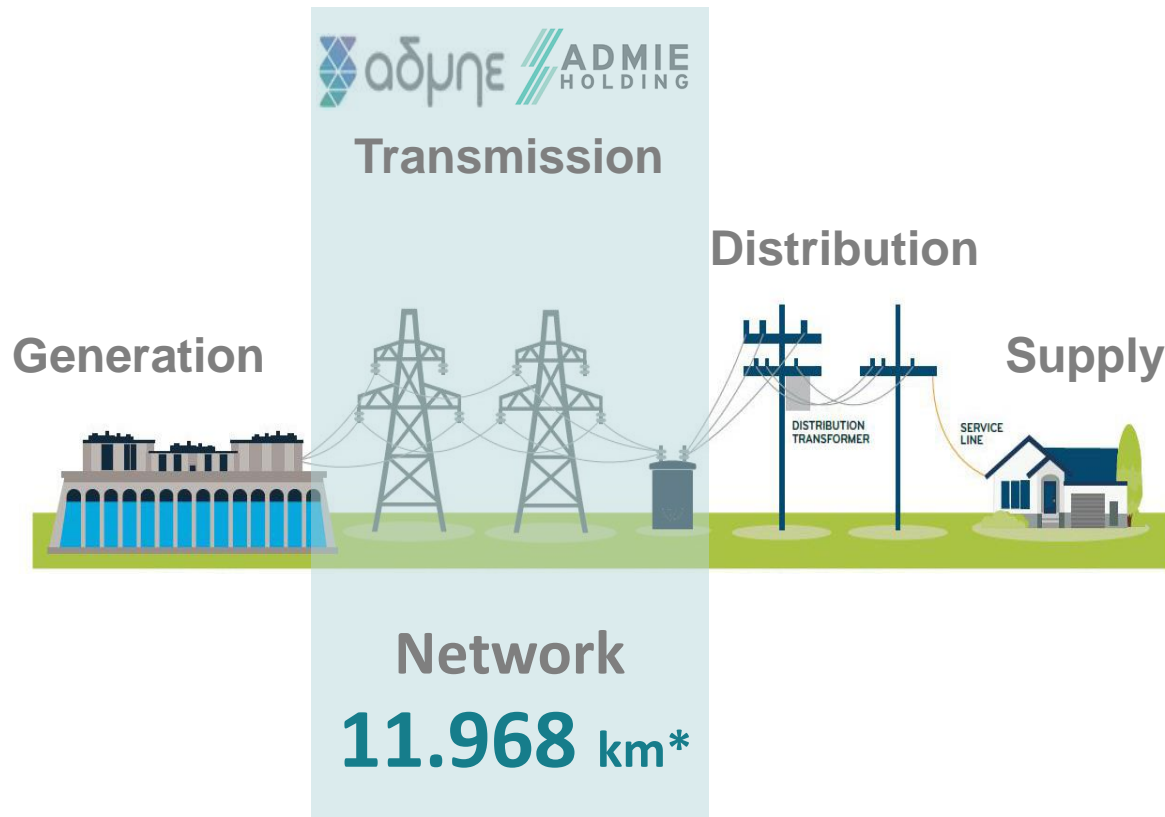 αδμηε
ADMIE
HOLDING
Transmission
Distribution
Generation
Supply
DISTRIBUTION
TRANSFORMER
SERVICE
LINE
Network
11.968 km*